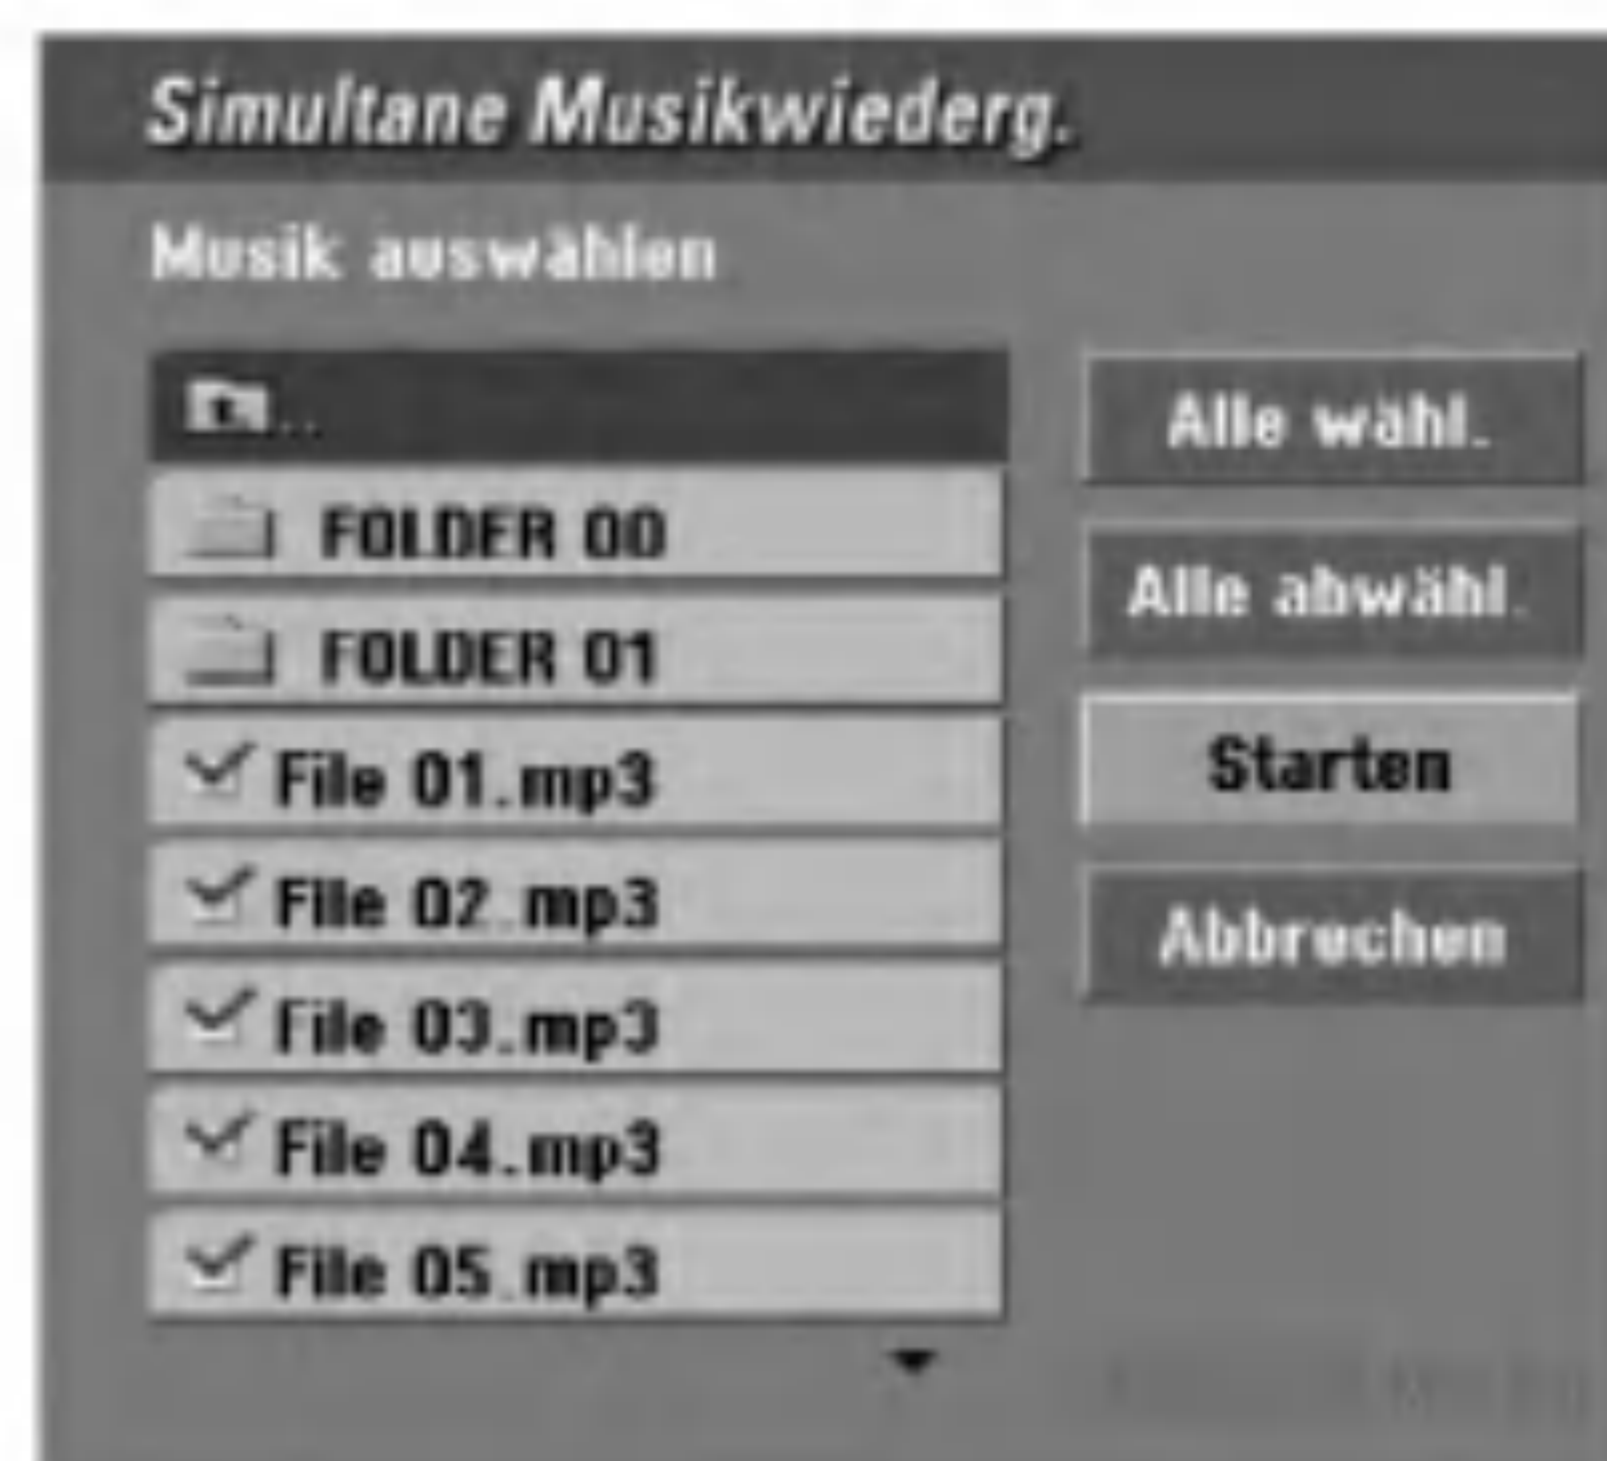 Simultane Musikwiederg.
Musik auswählen
..
FOLDER 00
FOLDER 01
File 01.mp3
File 02.mp3
File 03.mp3
File 04.mp3
File 05.mp3
Alle wähl.
Alle abwähl.
Starten
Abbrechen